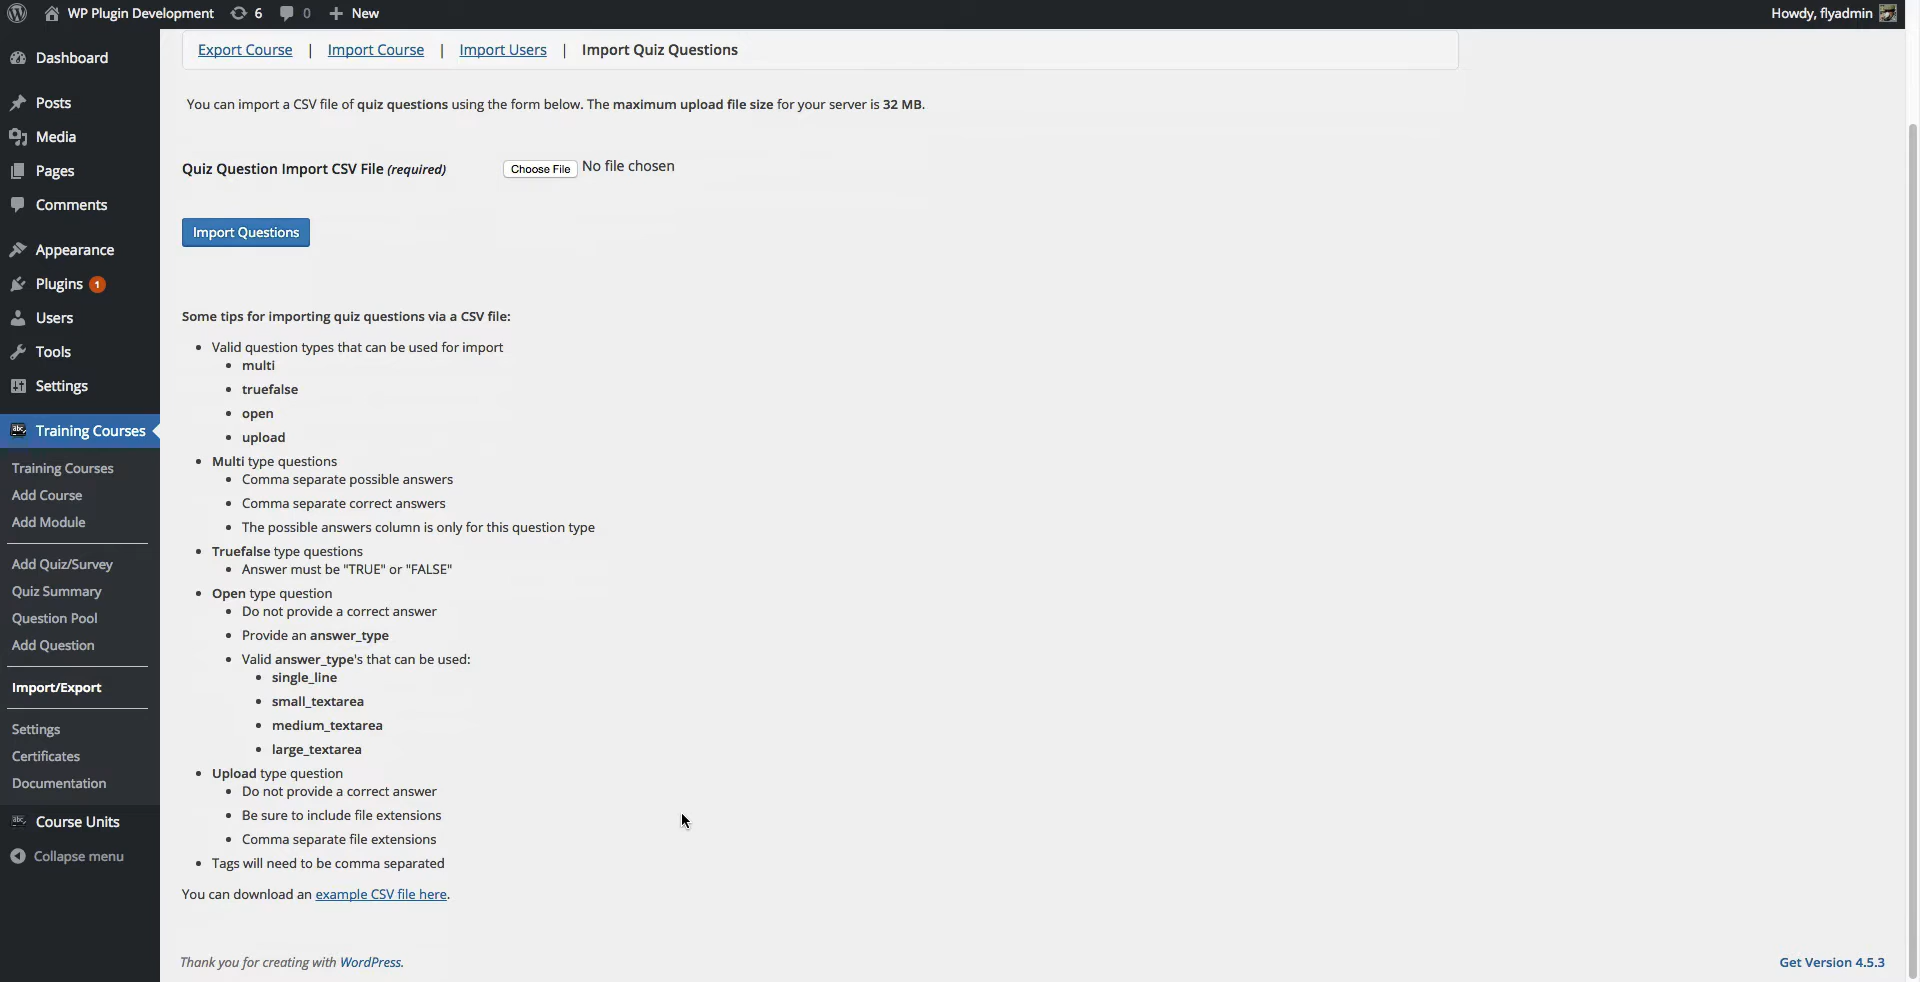 WP Plugin Development 6 0 New Howdy, flyadmin
Dashboard
Posts
Media
Pages
Comments
Appearance
Plugins 1
Users
Tools
Settings
Training Courses
Training Courses
Add Course
Add Module
Add Quiz/Survey
Quiz Summary
Question Pool
Add Question
Import/Export
Settings
Certificates
Documentation
Course Units
Collapse menu
Export Course | Import Course | Import Users | Import Quiz Questions
You can import a CSV file of quiz questions using the form below. The maximum upload file size for your server is 32 MB.
Quiz Question Import CSV File (required) Choose File No file chosen
Import Questions
Some tips for importing quiz questions via a CSV file:
Valid question types that can be used for import
multi
truefalse
open
upload
Multi type questions
Comma separate possible answers
Comma separate correct answers
The possible answers column is only for this question type
Truefalse type questions
Answer must be "TRUE" or "FALSE"
Open type question
Do not provide a correct answer
Provide an answer_type
Valid answer_type's that can be used:
single_line
small_textarea
medium_textarea
large_textarea
Upload type question
Do not provide a correct answer
Be sure to include file extensions
Comma separate file extensions
Tags will need to be comma separated
You can download an example CSV file here.
Thank you for creating with WordPress. Get Version 4.5.3